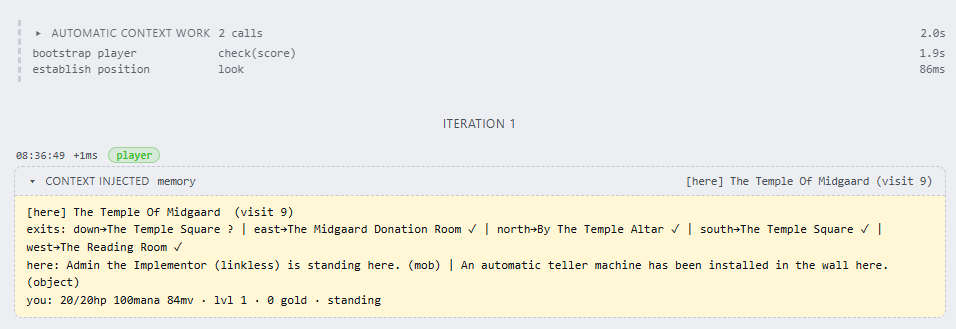 ▸ AUTOMATIC CONTEXT WORK 2 calls 2.0s
bootstrap player check(score) 1.9s
establish position look 86ms
ITERATION 1
08:36:49 +1ms player
▾ CONTEXT INJECTED memory [here] The Temple Of Midgaard (visit 9)
[here] The Temple Of Midgaard (visit 9)
exits: down→The Temple Square ? | east→The Midgaard Donation Room ✓ | north→By The Temple Altar ✓ | south→The Temple Square ✓ |
west→The Reading Room ✓
here: Admin the Implementor (linkless) is standing here. (mob) | An automatic teller machine has been installed in the wall here.
(object)
you: 20/20hp 100mana 84mv · lvl 1 · 0 gold · standing